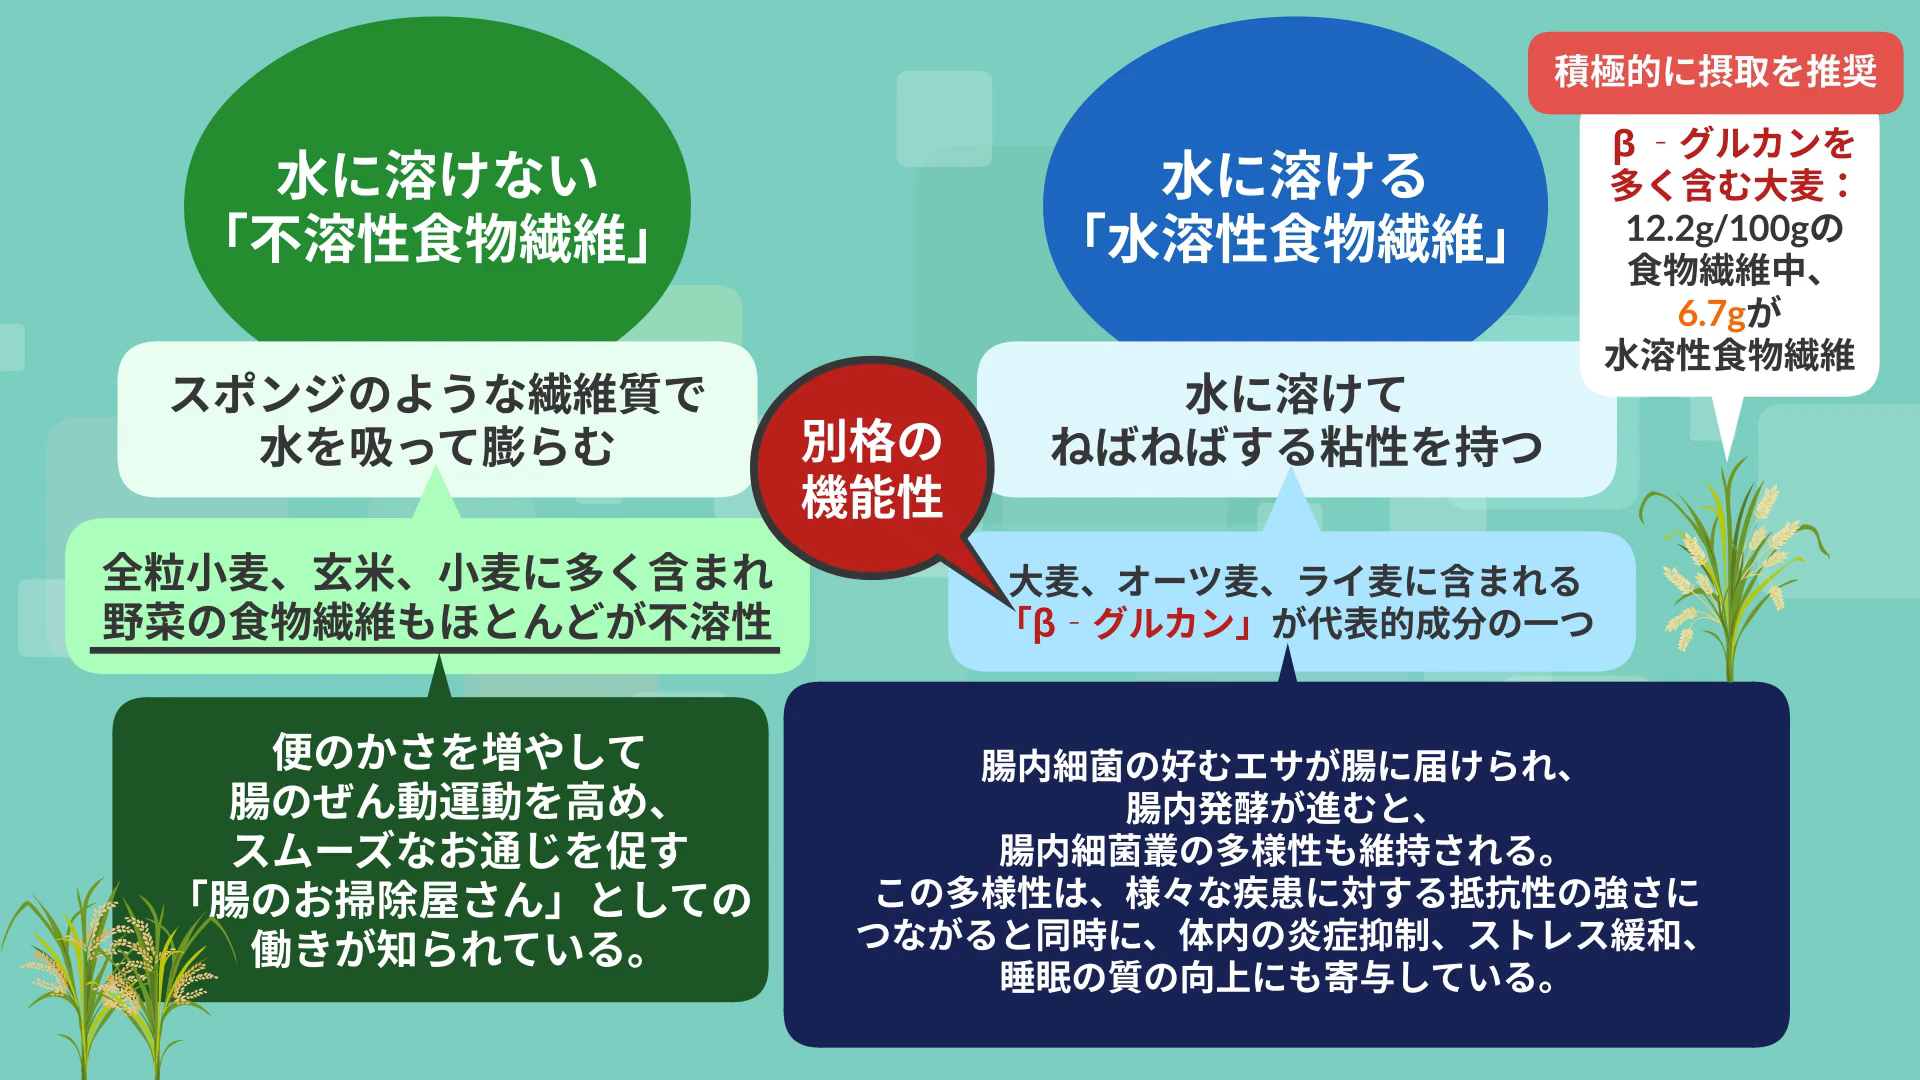 水に溶けない
「不溶性食物繊維」
スポンジのような繊維質で
水を吸って膨らむ
全粒小麦、玄米、小麦に多く含まれ
野菜の食物繊維もほとんどが不溶性
便のかさを増やして
腸のぜん動運動を高め、
スムーズなお通じを促す
「腸のお掃除屋さん」としての
働きが知られている。
別格の
機能性
水に溶ける
「水溶性食物繊維」
水に溶けて
ねばねばする粘性を持つ
大麦、オーツ麦、ライ麦に含まれる
「β‐グルカン」が代表的成分の一つ
腸内細菌の好むエサが腸に届けられ、
腸内発酵が進むと、
腸内細菌叢の多様性も維持される。
この多様性は、様々な疾患に対する抵抗性の強さに
つながると同時に、体内の炎症抑制、ストレス緩和、
睡眠の質の向上にも寄与している。
積極的に摂取を推奨
β‐グルカンを
多く含む大麦：
12.2g/100gの
食物繊維中、
6.7gが
水溶性食物繊維